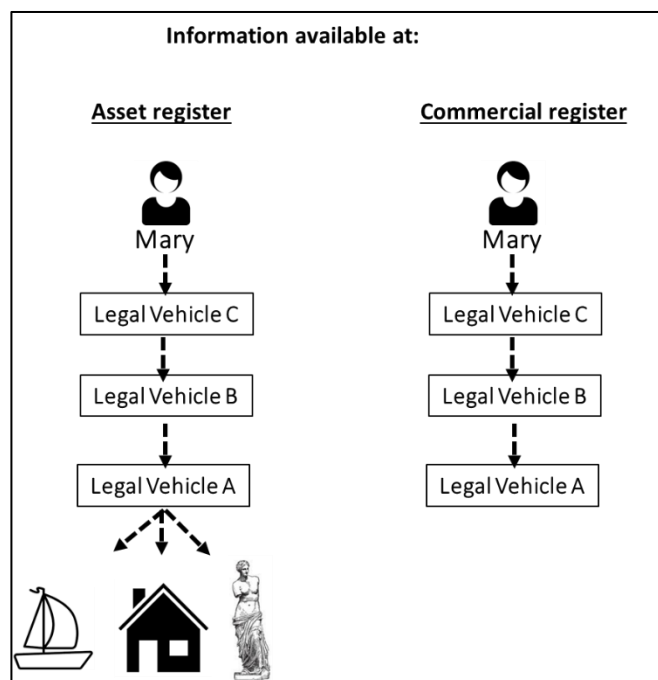 Information available at:
Asset register
Commercial register
Mary
Mary
Legal Vehicle C
Legal Vehicle C
Legal Vehicle B
Legal Vehicle B
Legal Vehicle A
Legal Vehicle A